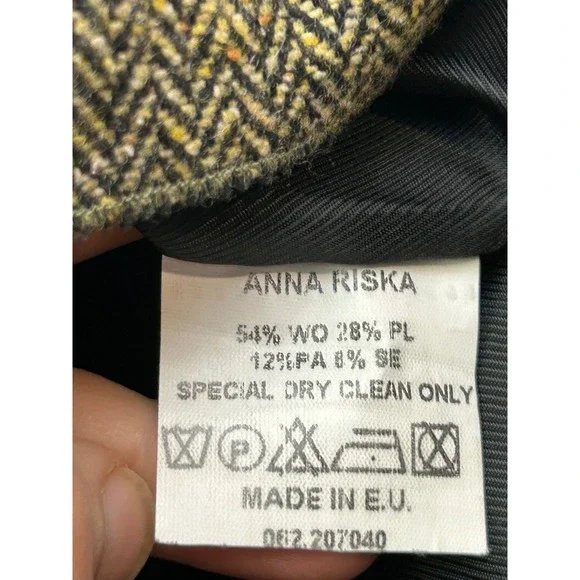 ANNA RISKA
54% WO 28% PL
12%PA 6% SE
SPECIAL DRY CLEAN ONLY
P
MADE IN E.U.
062.207040